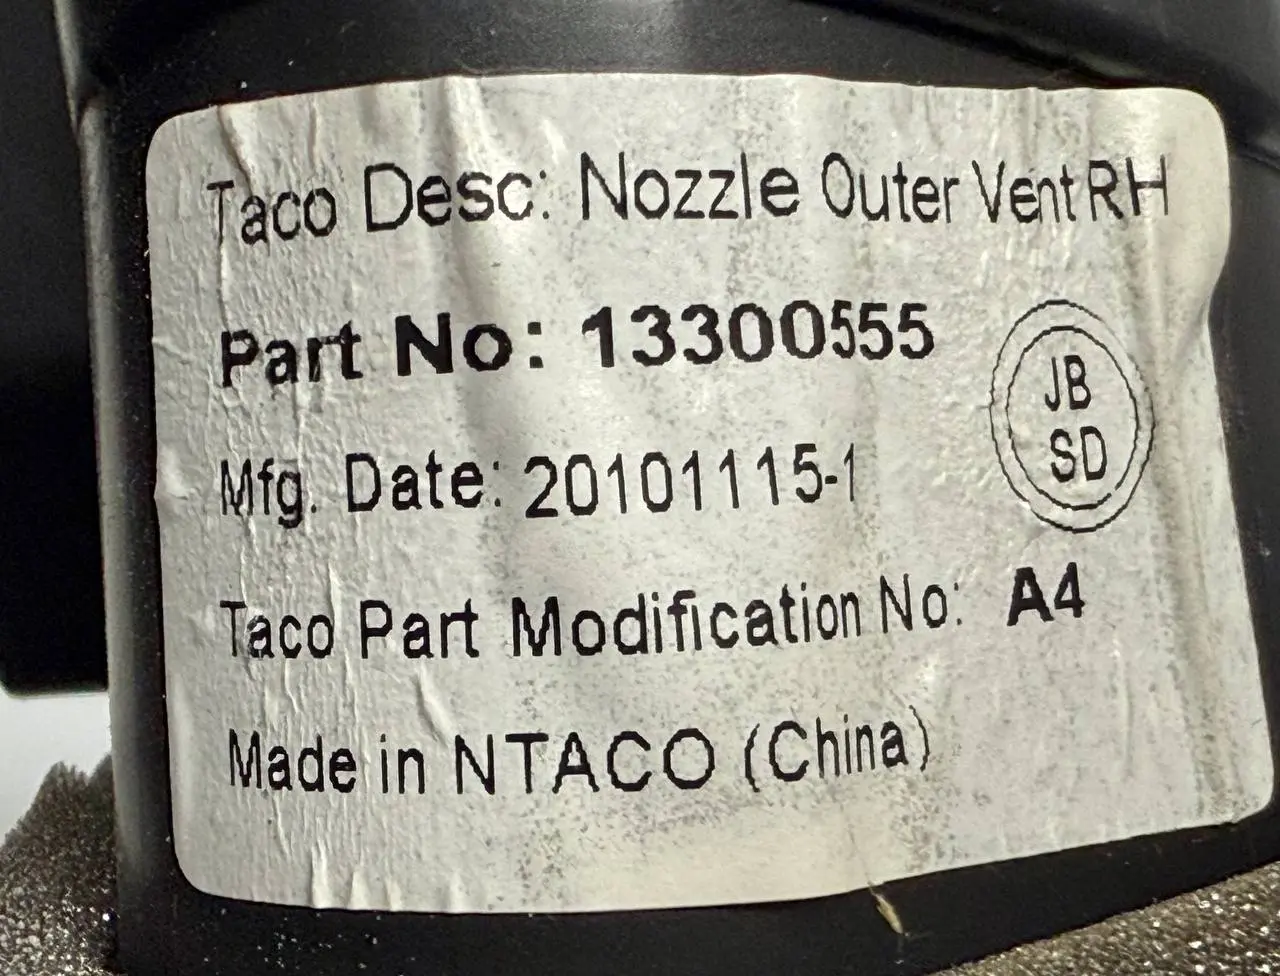 Taco Desc: Nozzle Outer Vent RH
Part No: 13300555
JB
SD
Mfg. Date: 20101115-1
Taco Part Modification No: A4
Made in NTACO (China)